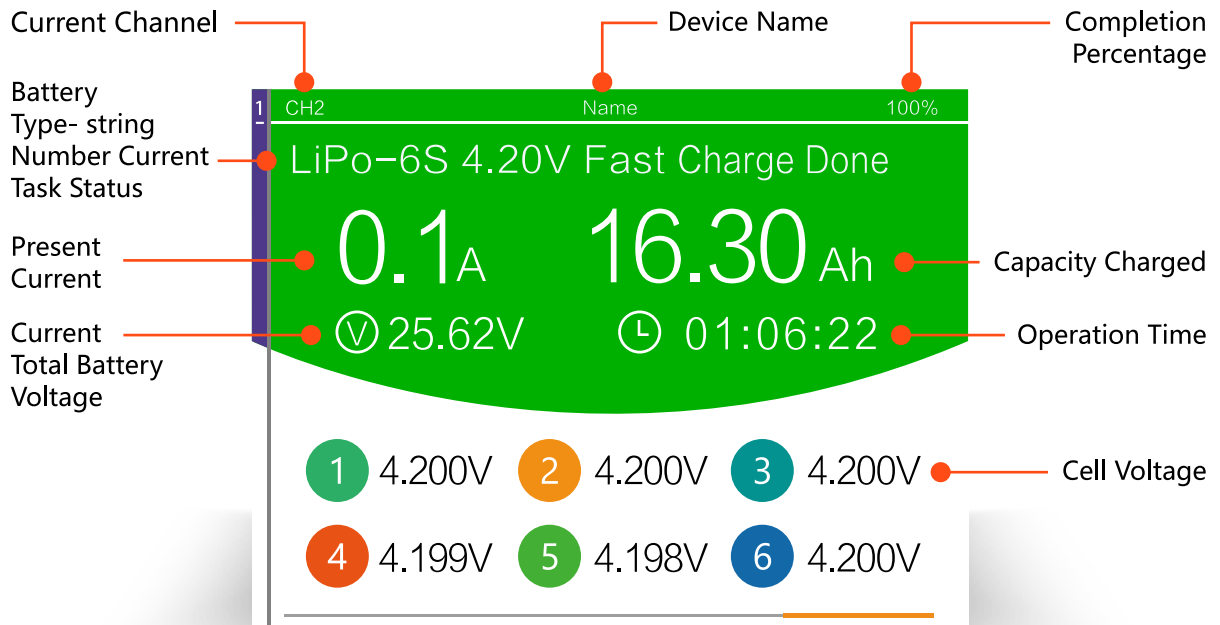 Current Channel
Device Name
Completion
Percentage
Battery
Type- string
Number Current
Task Status
1 CH2 Name 100%
LiPo-6S 4.20V Fast Charge Done
Present
Current
0.1A 16.30 Ah
Capacity Charged
Current
Total Battery
Voltage
V 25.62V 01:06:22
Operation Time
1 4.200V 2 4.200V 3 4.200V
Cell Voltage
4 4.199V 5 4.198V 6 4.200V